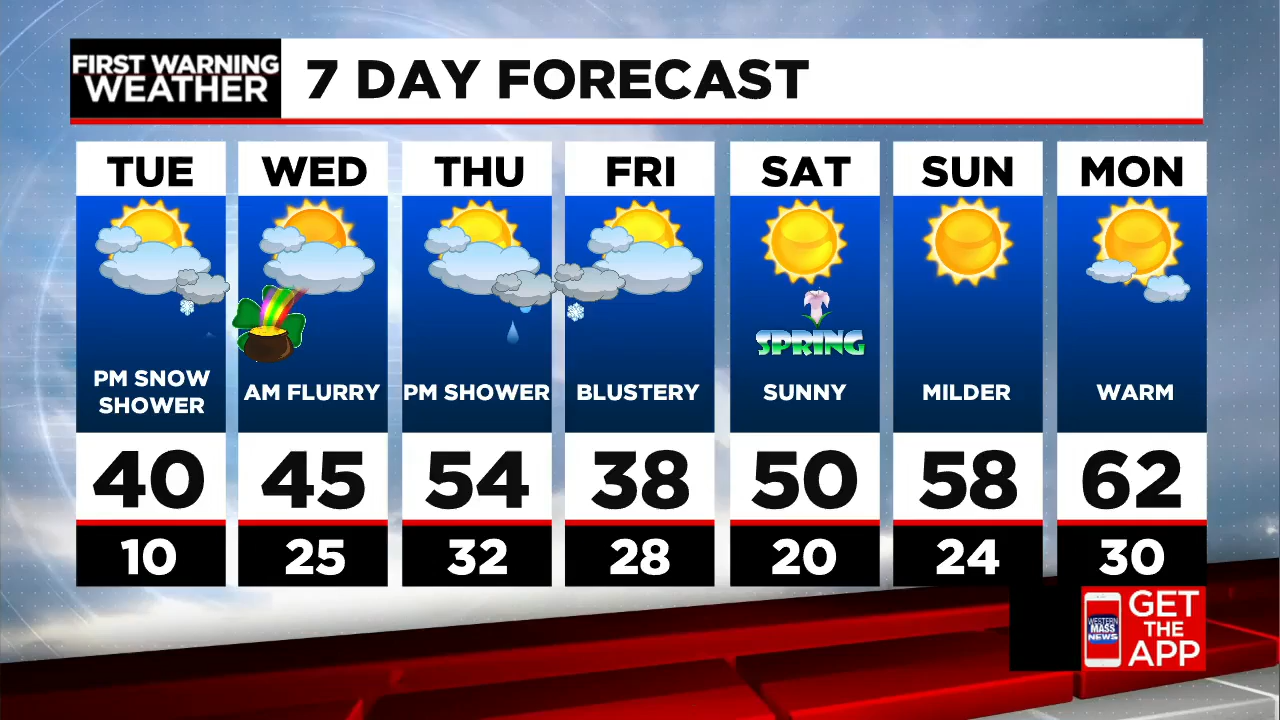 FIRST WARNING
WEATHER
7 DAY FORECAST
TUE WED THU FRI SAT SUN MON
SPRING
PM SNOW
SHOWER
AM FLURRY
PM SHOWER
BLUSTERY
SUNNY
MILDER
WARM
40 45 54 38 50 58 62
10 25 32 28 20 24 30
WESTERN
MASS
NEWS
GET
THE
APP